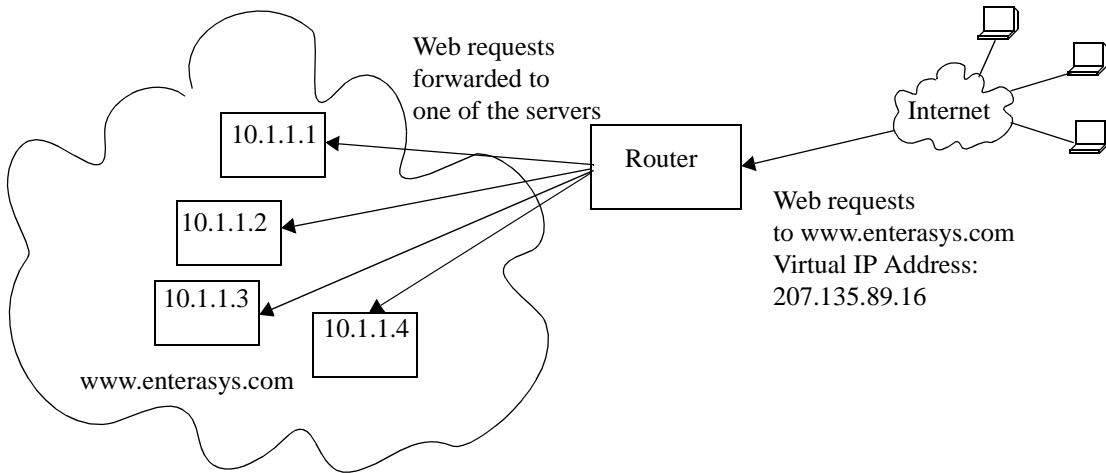 Web requests
forwarded to
one of the servers
Internet
10.1.1.1
Router
10.1.1.2
Web requests
to www.enterasys.com
Virtual IP Address:
207.135.89.16
10.1.1.3
10.1.1.4
www.enterasys.com